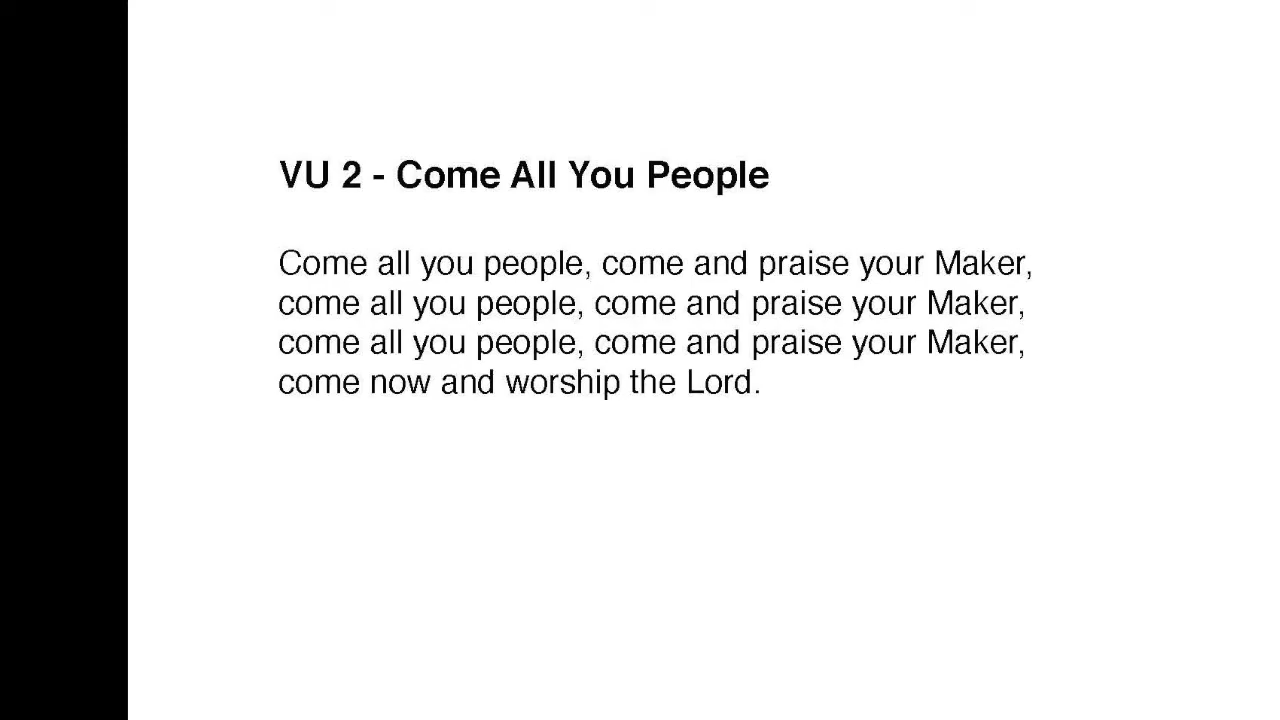 VU 2 - Come All You People
Come all you people, come and praise your Maker,
come all you people, come and praise your Maker,
come all you people, come and praise your Maker,
come now and worship the Lord.